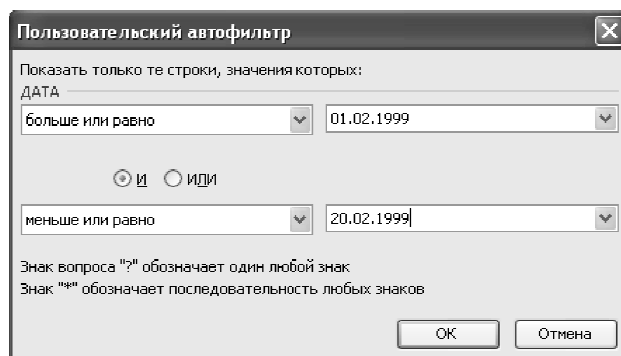 Пользовательский автофильтр
Показать только те строки, значения которых:
ДАТА
больше или равно 01.02.1999
И ИЛИ
меньше или равно 20.02.1999
Знак вопроса "?" обозначает один любой знак
Знак "*" обозначает последовательность любых знаков
ОК Отмена